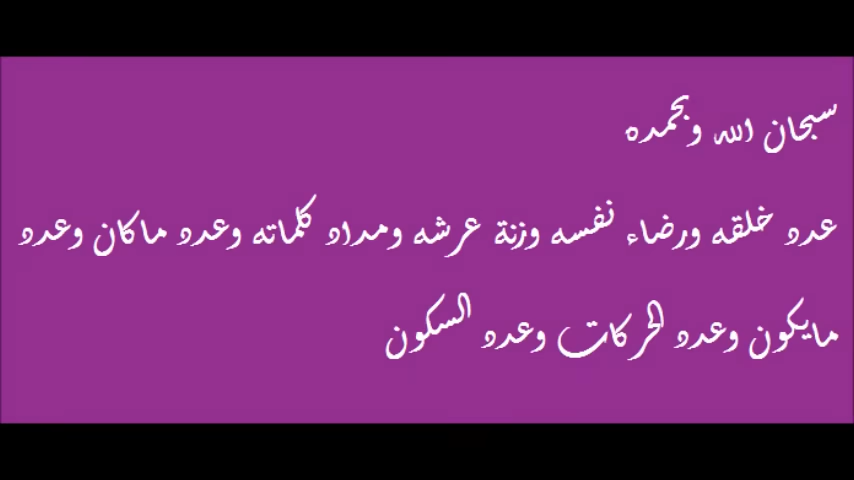 سبحان الله وبحمده
عدد خلقه ورضاء نفسه وزنة عرشه ومداد كلماته وعدد ماكان وعدد
مايكون وعدد الحركات وعدد السكون